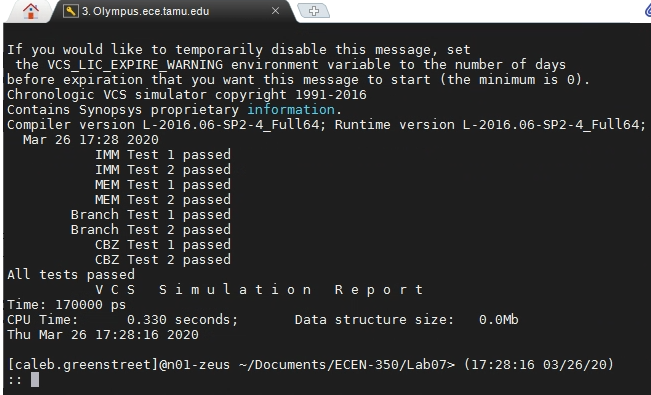 3. Olympus.ece.tamu.edu
If you would like to temporarily disable this message, set
the VCS_LIC_EXPIRE_WARNING environment variable to the number of days
before expiration that you want this message to start (the minimum is 0).
Chronologic VCS simulator copyright 1991-2016
Contains Synopsys proprietary information.
Compiler version L-2016.06-SP2-4_Full64; Runtime version L-2016.06-SP2-4_Full64;
Mar 26 17:28 2020
IMM Test 1 passed
IMM Test 2 passed
MEM Test 1 passed
MEM Test 2 passed
Branch Test 1 passed
Branch Test 2 passed
CBZ Test 1 passed
CBZ Test 2 passed
All tests passed
V C S   S i m u l a t i o n   R e p o r t
Time: 170000 ps
CPU Time:      0.330 seconds;       Data structure size:   0.0Mb
Thu Mar 26 17:28:16 2020
[caleb.greenstreet]@n01-zeus ~/Documents/ECEN-350/Lab07> (17:28:16 03/26/20)
::